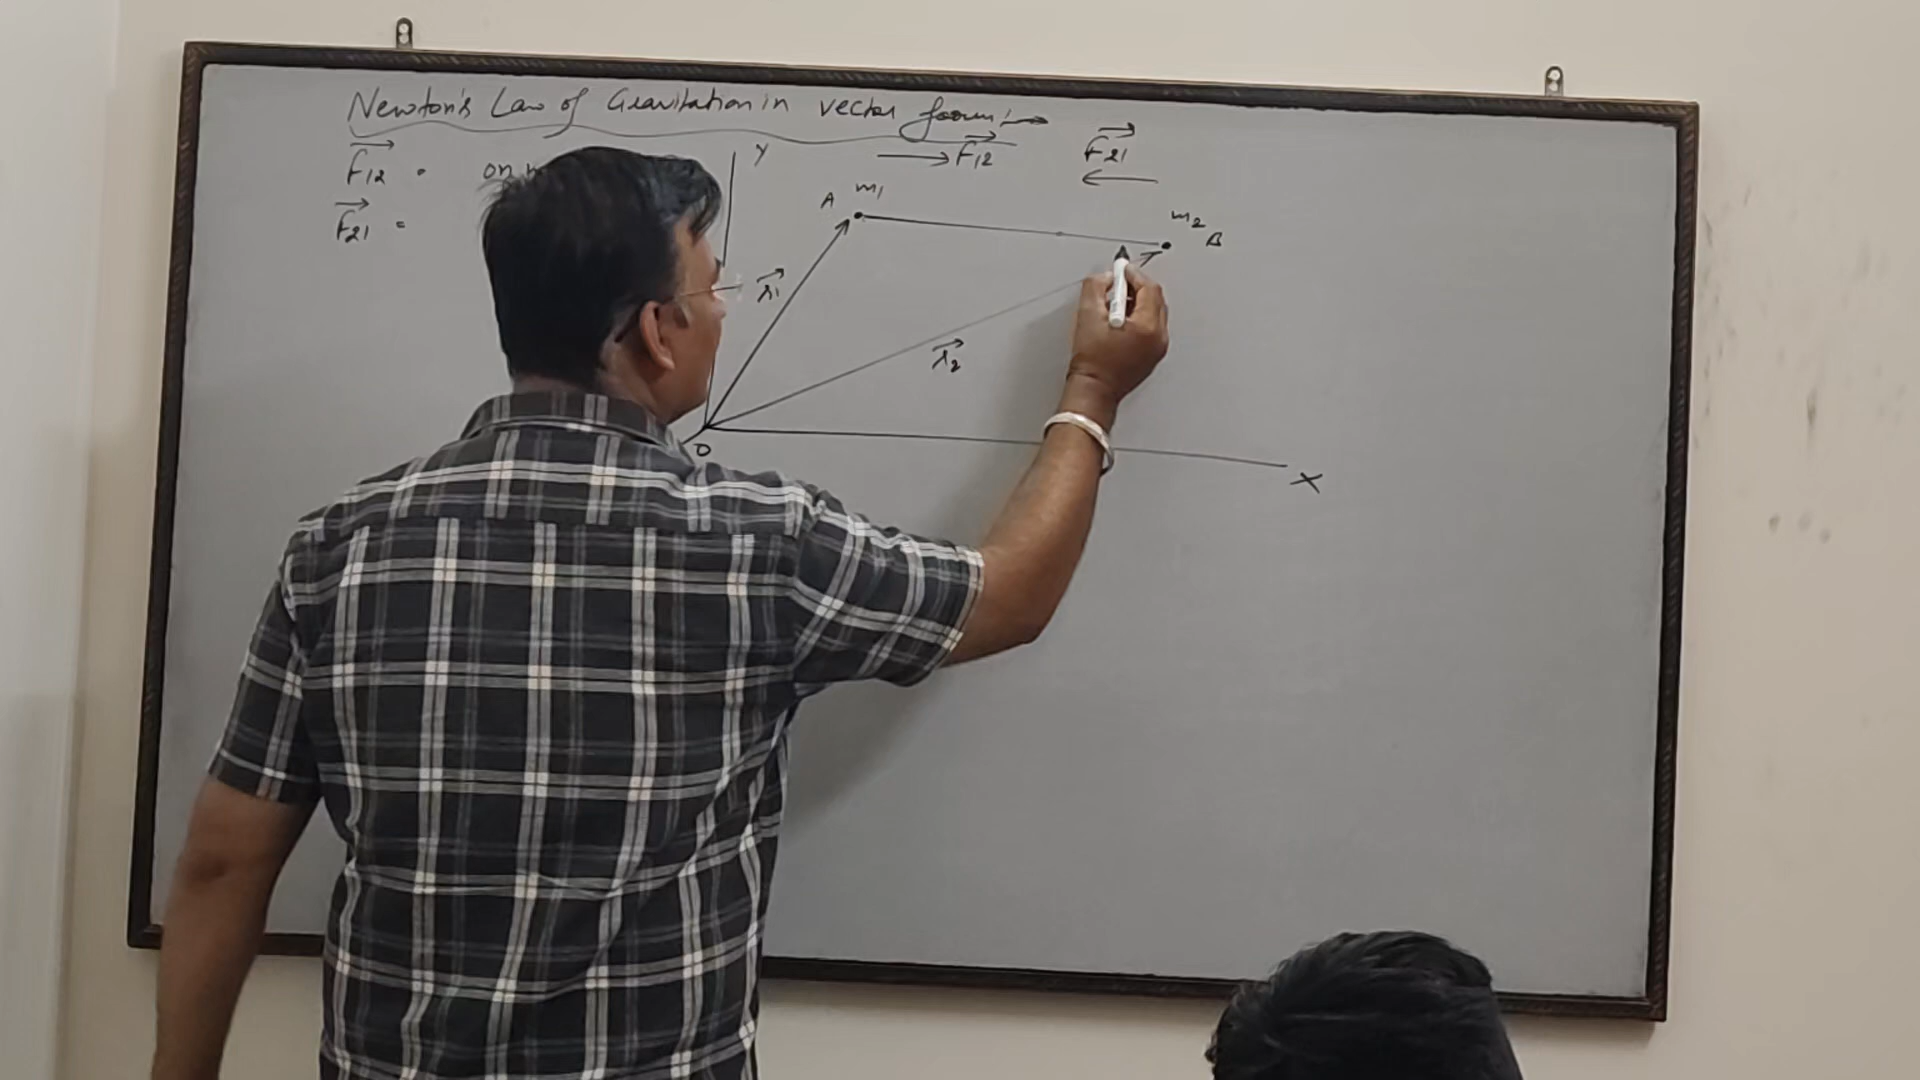 Newton's Law of Gravitation in vector form :→
F12 = on
F21 =
Y
F12
F21
A m1
m2 B
r1
r2
O
X